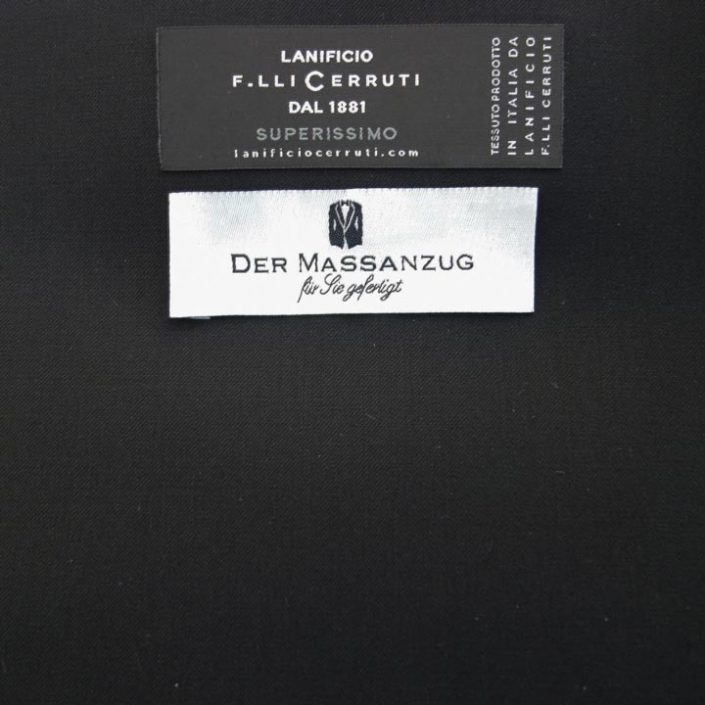 LANIFICIO
F.LLI CERRUTI
DAL 1881
SUPERISSIMO
lanificiocerruti.com
TESSUTO PRODOTTO
IN ITALIA DA
LANIFICIO
F.LLI CERRUTI
DER MASSANZUG
für Sie gefertigt